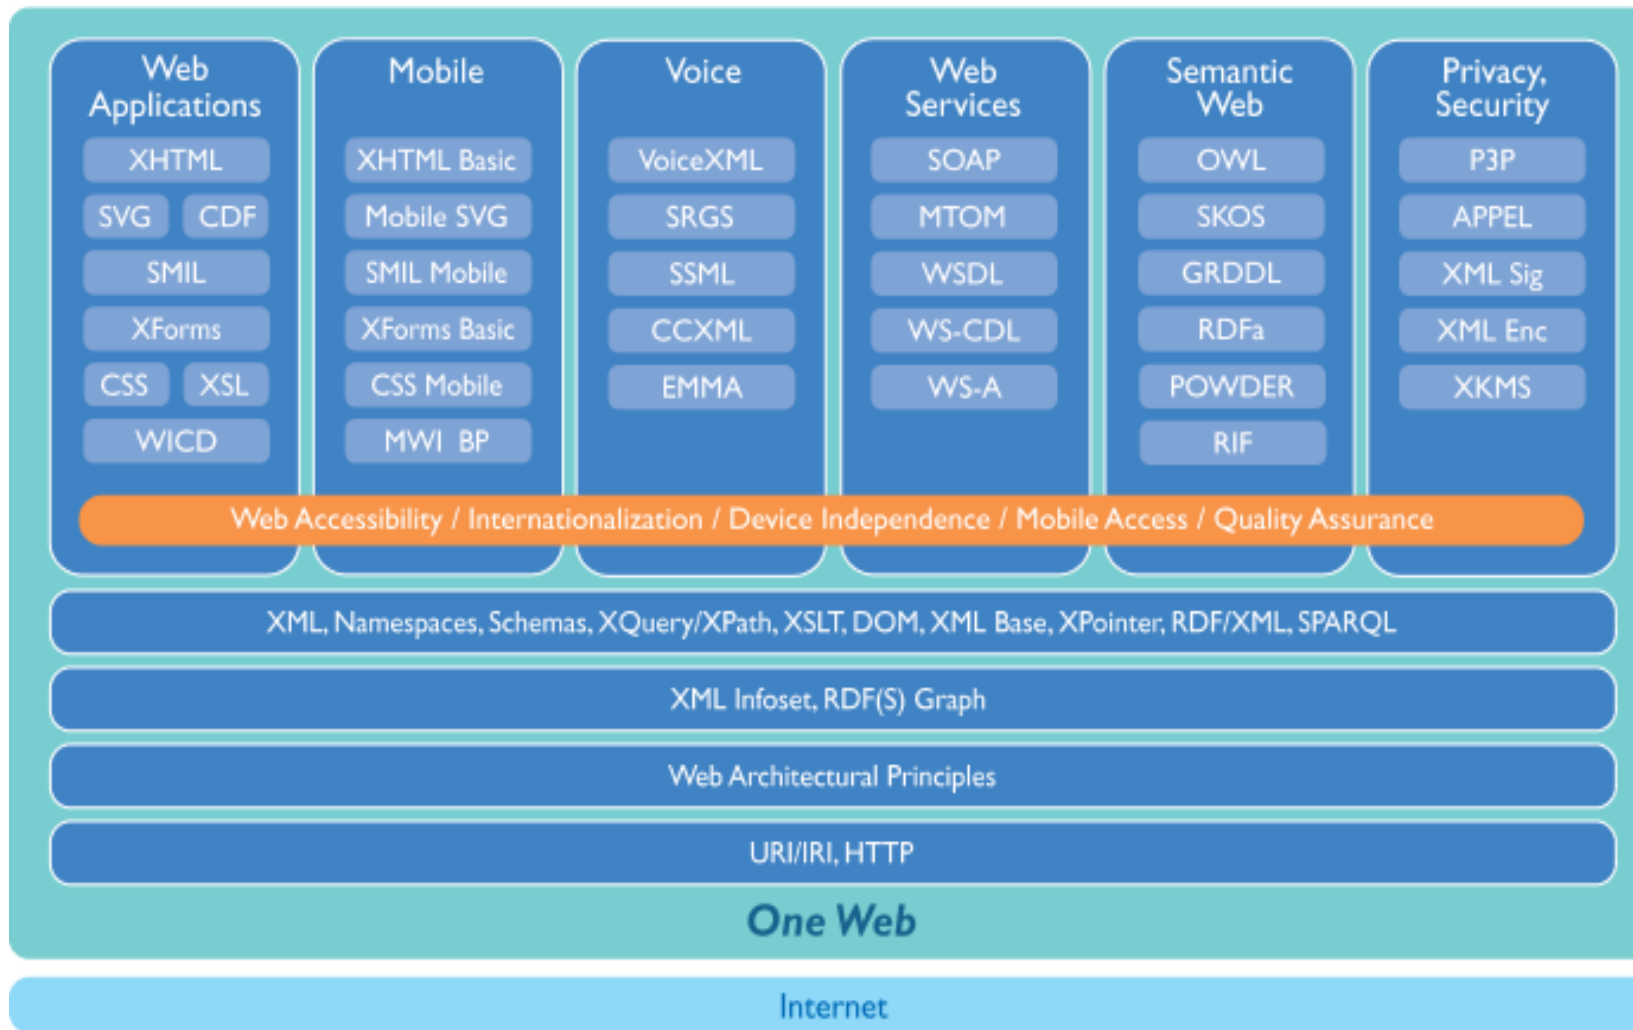 Web
Applications
XHTML
SVG CDF
SMIL
XForms
CSS XSL
WICD
Mobile
XHTML Basic
Mobile SVG
SMIL Mobile
XForms Basic
CSS Mobile
MWI BP
Voice
VoiceXML
SRGS
SSML
CCXML
EMMA
Web
Services
SOAP
MTOM
WSDL
WS-CDL
WS-A
Semantic
Web
OWL
SKOS
GRDDL
RDFa
POWDER
RIF
Privacy,
Security
P3P
APPEL
XML Sig
XML Enc
XKMS
Web Accessibility / Internationalization / Device Independence / Mobile Access / Quality Assurance
XML, Namespaces, Schemas, XQuery/XPath, XSLT, DOM, XML Base, XPointer, RDF/XML, SPARQL
XML Infoset, RDF(S) Graph
Web Architectural Principles
URI/IRI, HTTP
One Web
Internet